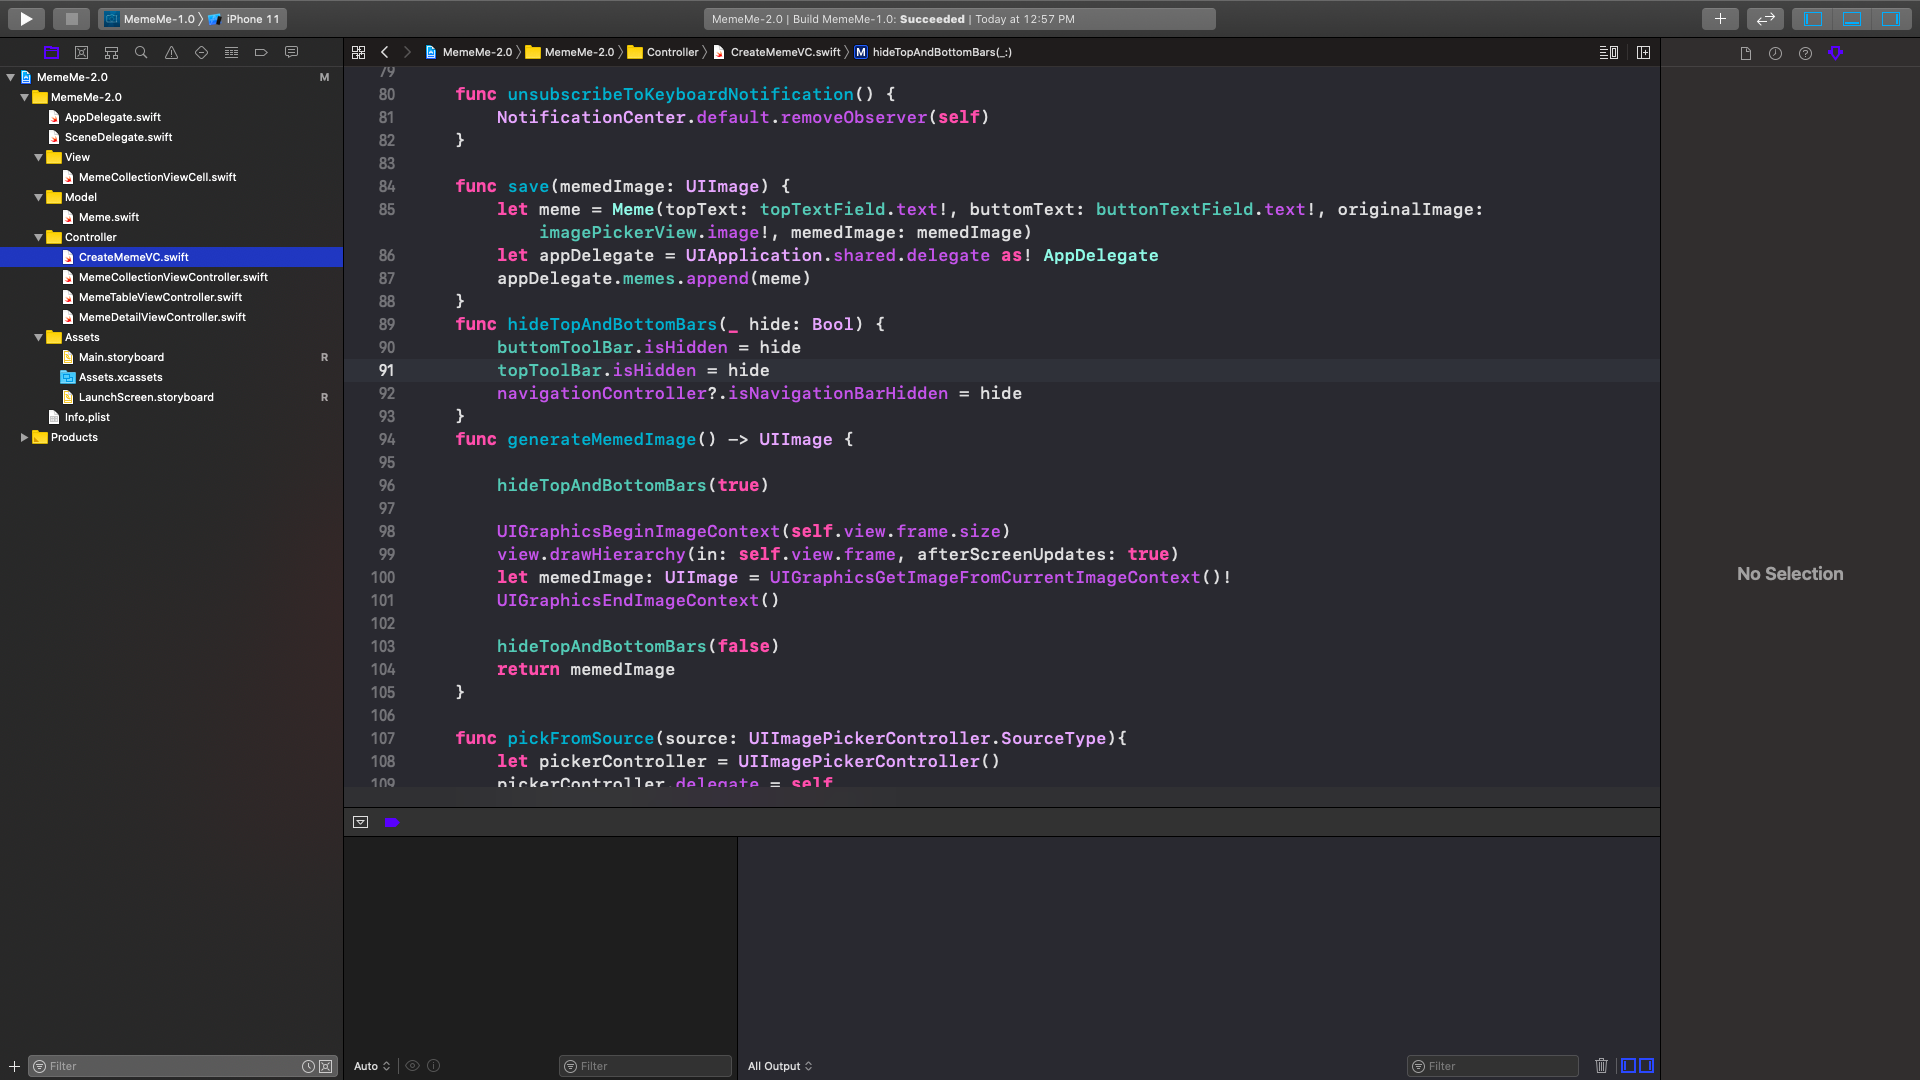 MemeMe-1.0 iPhone 11
MemeMe-2.0 | Build MemeMe-1.0: Succeeded | Today at 12:57 PM
MemeMe-2.0 MemeMe-2.0 Controller CreateMemeVC.swift M hideTopAndBottomBars(_:)
MemeMe-2.0 M
MemeMe-2.0
AppDelegate.swift
SceneDelegate.swift
View
MemeCollectionViewCell.swift
Model
Meme.swift
Controller
CreateMemeVC.swift
MemeCollectionViewController.swift
MemeTableViewController.swift
MemeDetailViewController.swift
Assets
Main.storyboard R
Assets.xcassets
LaunchScreen.storyboard R
Info.plist
Products
Filter
79
80 func unsubscribeToKeyboardNotification() {
81 NotificationCenter.default.removeObserver(self)
82 }
83
84 func save(memedImage: UIImage) {
85 let meme = Meme(topText: topTextField.text!, buttomText: buttonTextField.text!, originalImage:
imagePickerView.image!, memedImage: memedImage)
86 let appDelegate = UIApplication.shared.delegate as! AppDelegate
87 appDelegate.memes.append(meme)
88 }
89 func hideTopAndBottomBars(_ hide: Bool) {
90 buttomToolBar.isHidden = hide
91 topToolBar.isHidden = hide
92 navigationController?.isNavigationBarHidden = hide
93 }
94 func generateMemedImage() -> UIImage {
95
96 hideTopAndBottomBars(true)
97
98 UIGraphicsBeginImageContext(self.view.frame.size)
99 view.drawHierarchy(in: self.view.frame, afterScreenUpdates: true)
100 let memedImage: UIImage = UIGraphicsGetImageFromCurrentImageContext()!
101 UIGraphicsEndImageContext()
102
103 hideTopAndBottomBars(false)
104 return memedImage
105 }
106
107 func pickFromSource(source: UIImagePickerController.SourceType){
108 let pickerController = UIImagePickerController()
109 pickerController.delegate = self
No Selection
Auto
Filter
All Output
Filter